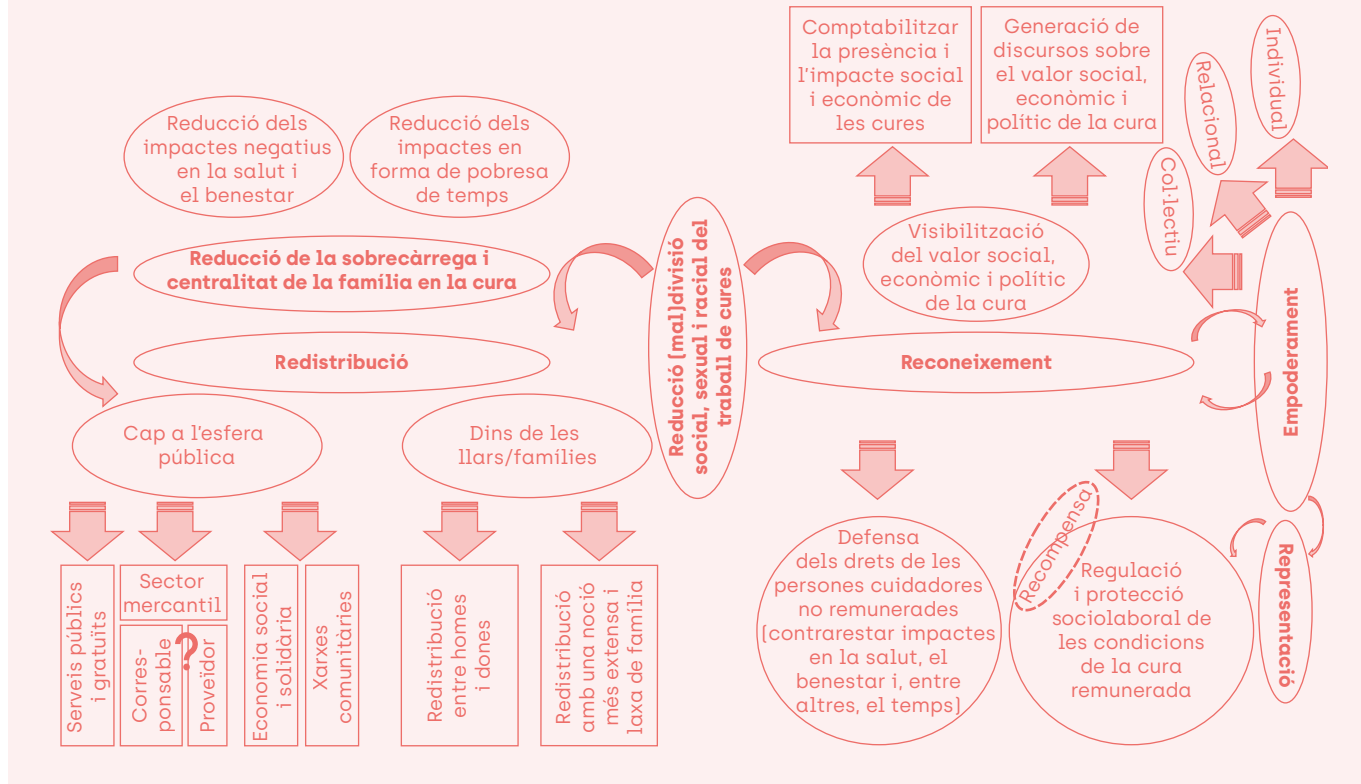 Reducció dels
impactes negatius
en la salut i
el benestar
Reducció dels
impactes en
forma de pobresa
de temps
Reducció de la sobrecàrrega i
centralitat de la família en la cura
Redistribució
Cap a l'esfera
pública
Dins de les
llars/famílies
Serveis públics
i gratuïts
Sector
mercantil
Corres-
ponsable
?
Proveïdor
Economia social
i solidària
Xarxes
comunitàries
Redistribució
entre homes
i dones
Redistribució
amb una noció
més extensa i
laxa de família
Reducció (mal)divisió
social, sexual i racial del
traball de cures
Comptabilitzar
la presència i
l'impacte social
i econòmic de
les cures
Generació de
discursos sobre
el valor social,
econòmic i
polític de la cura
Visibilització
del valor social,
econòmic i polític
de la cura
Reconeixement
Defensa
dels drets de les
persones cuidadores
no remunerades
(contrarestar impactes
en la salut, el
benestar i, entre
altres, el temps)
Recompensa
Regulació
i protecció
sociolaboral de
les condicions
de la cura
remunerada
Col·lectiu
Relacional
Individual
Empoderament
Representació